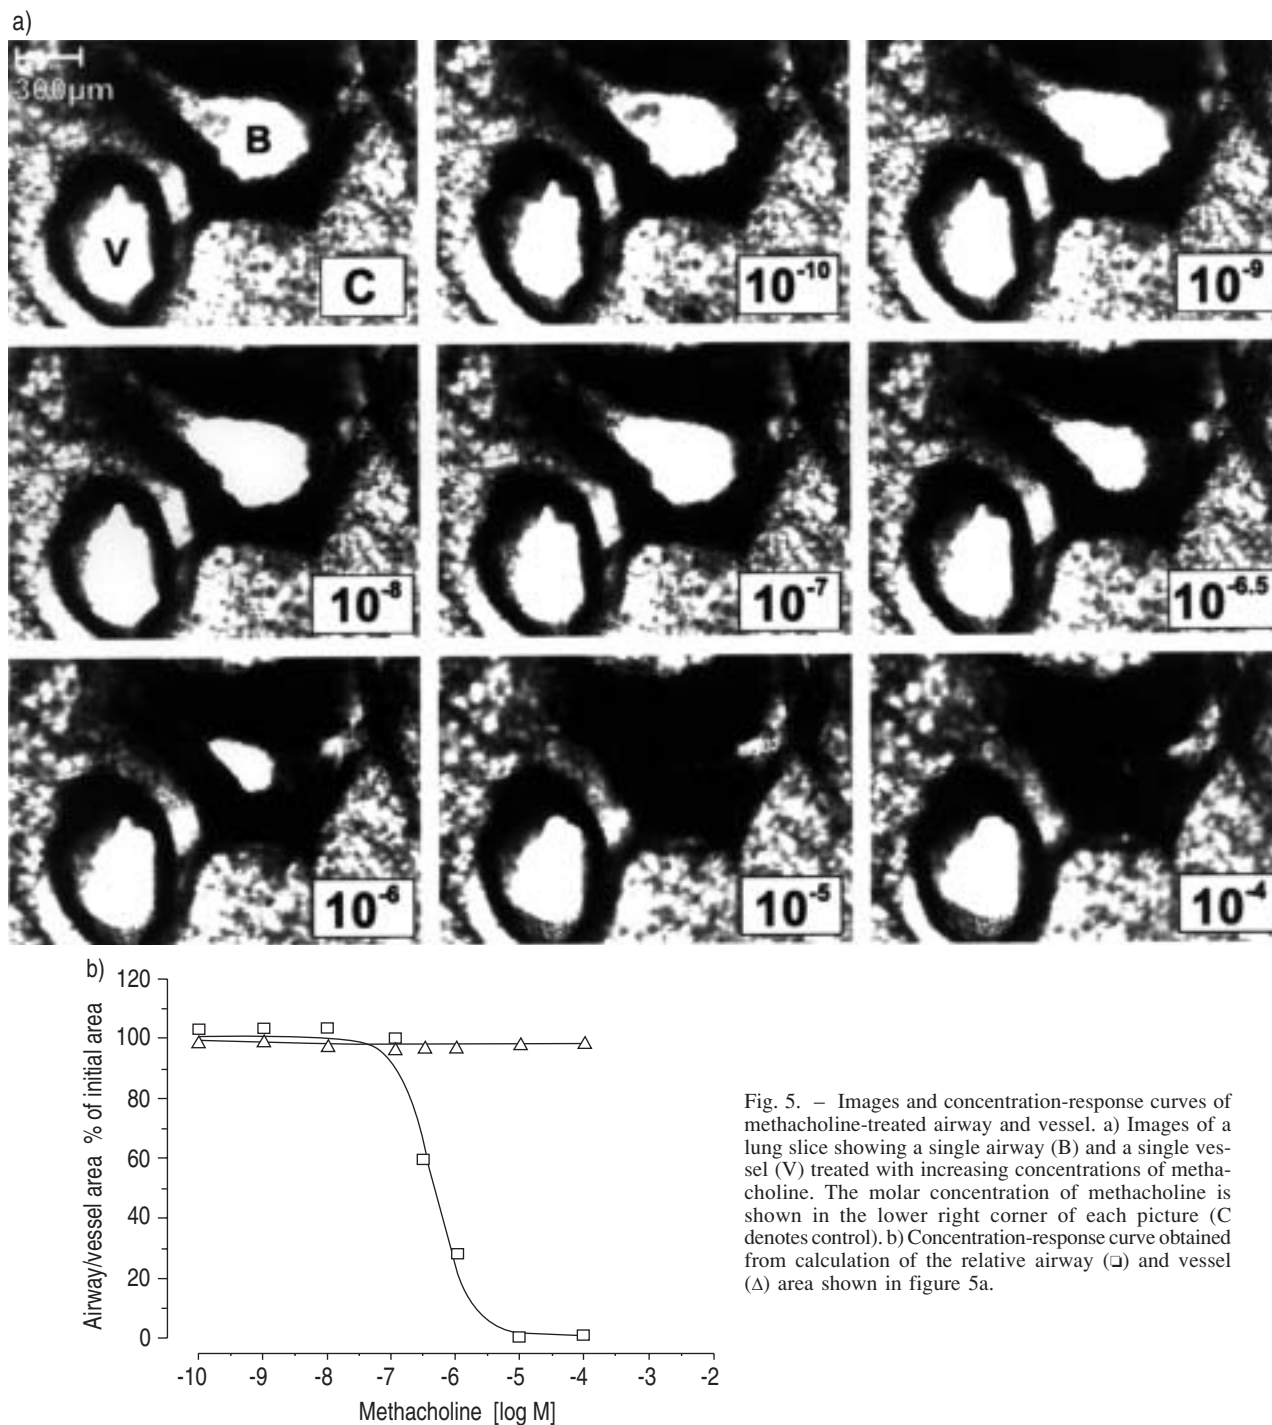 a)
300µm
B
V
C
10⁻¹⁰
10⁻⁹
10⁻⁸
10⁻⁷
10⁻⁶·⁵
10⁻⁶
10⁻⁵
10⁻⁴
b)
Airway/vessel area % of initial area
120
100
80
60
40
20
0
-10 -9 -8 -7 -6 -5 -4 -3 -2
Methacholine [log M]
Fig. 5. – Images and concentration-response curves of
methacholine-treated airway and vessel. a) Images of a
lung slice showing a single airway (B) and a single ves-
sel (V) treated with increasing concentrations of metha-
choline. The molar concentration of methacholine is
shown in the lower right corner of each picture (C
denotes control). b) Concentration-response curve obtained
from calculation of the relative airway (❑) and vessel
(∆) area shown in figure 5a.